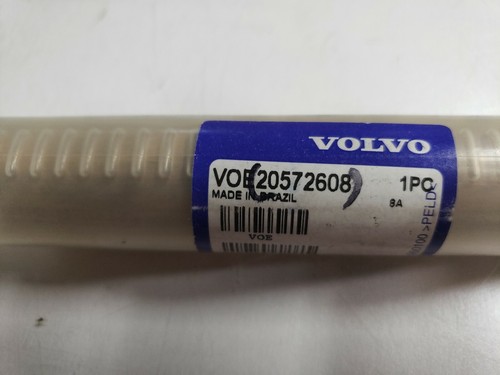 VOLVO
VOE(20572608) 1PC
MADE IN BRAZIL 8A
VOE